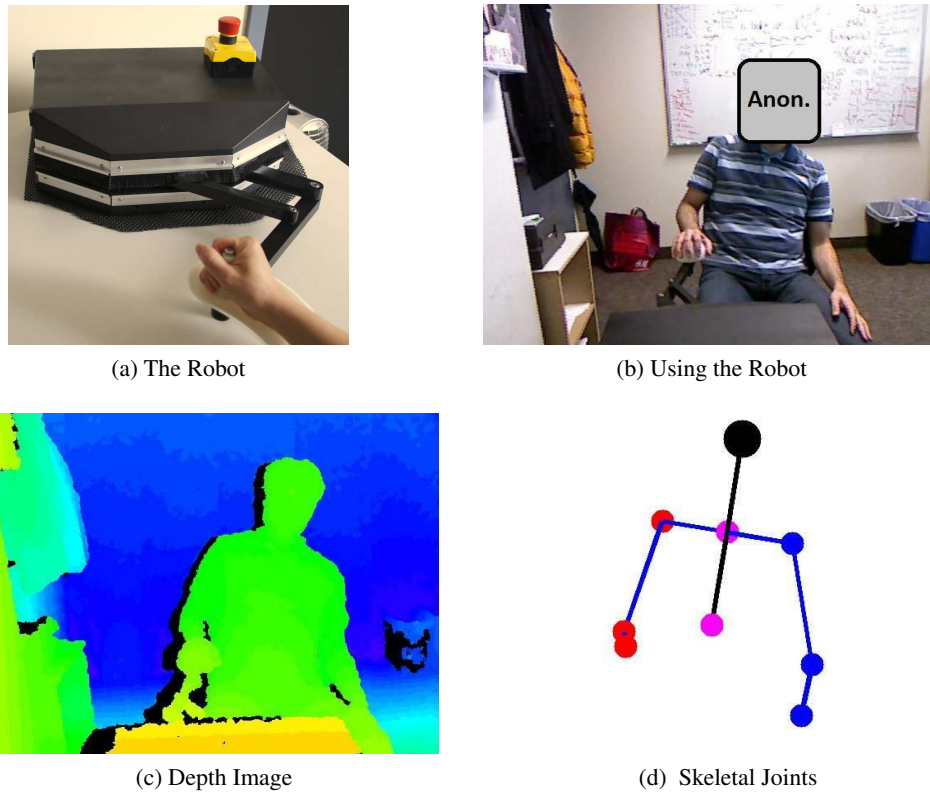 Anon.
(a) The Robot
(b) Using the Robot
(c) Depth Image
(d) Skeletal Joints